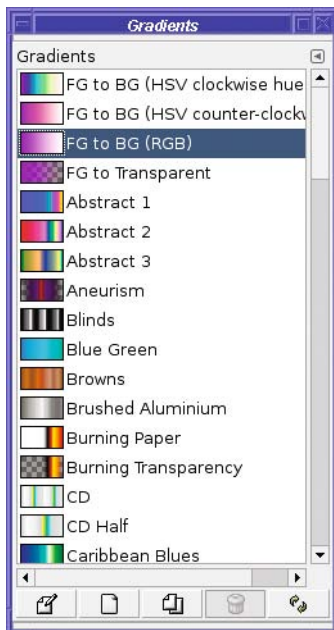 Gradients
Gradients
FG to BG (HSV clockwise hue
FG to BG (HSV counter-clockw
FG to BG (RGB)
FG to Transparent
Abstract 1
Abstract 2
Abstract 3
Aneurism
Blinds
Blue Green
Browns
Brushed Aluminium
Burning Paper
Burning Transparency
CD
CD Half
Caribbean Blues